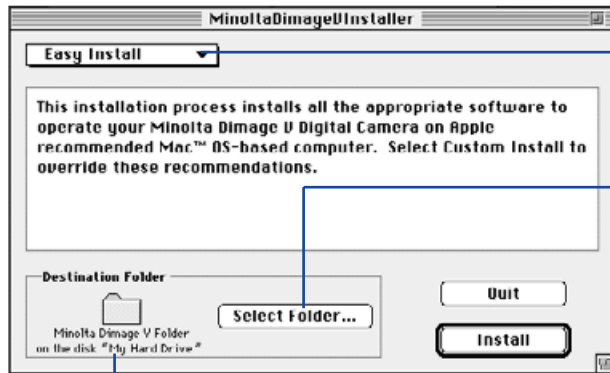 MinoltaDimageVInstaller
Easy Install
This installation process installs all the appropriate software to
operate your Minolta Dimage V Digital Camera on Apple
recommended Mac™ OS-based computer. Select Custom Install to
override these recommendations.
Destination Folder
Minolta Dimage V Folder
on the disk "My Hard Drive"
Select Folder...
Quit
Install